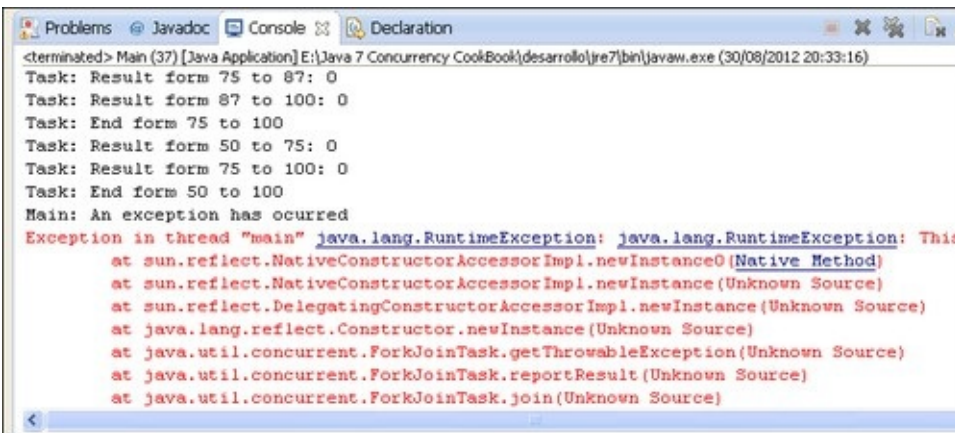 Problems @ Javadoc Console Declaration
<terminated> Main (37) [Java Application] E:\Java 7 Concurrency CookBook\desarrollo\jre7\bin\javaw.exe (30/08/2012 20:33:16)
Task: Result form 75 to 87: 0
Task: Result form 87 to 100: 0
Task: End form 75 to 100
Task: Result form 50 to 75: 0
Task: Result form 75 to 100: 0
Task: End form 50 to 100
Main: An exception has ocurred
Exception in thread "main" java.lang.RuntimeException: java.lang.RuntimeException: This
at sun.reflect.NativeConstructorAccessorImpl.newInstance0(Native Method)
at sun.reflect.NativeConstructorAccessorImpl.newInstance(Unknown Source)
at sun.reflect.DelegatingConstructorAccessorImpl.newInstance(Unknown Source)
at java.lang.reflect.Constructor.newInstance(Unknown Source)
at java.util.concurrent.ForkJoinTask.getThrowableException(Unknown Source)
at java.util.concurrent.ForkJoinTask.reportResult(Unknown Source)
at java.util.concurrent.ForkJoinTask.join(Unknown Source)